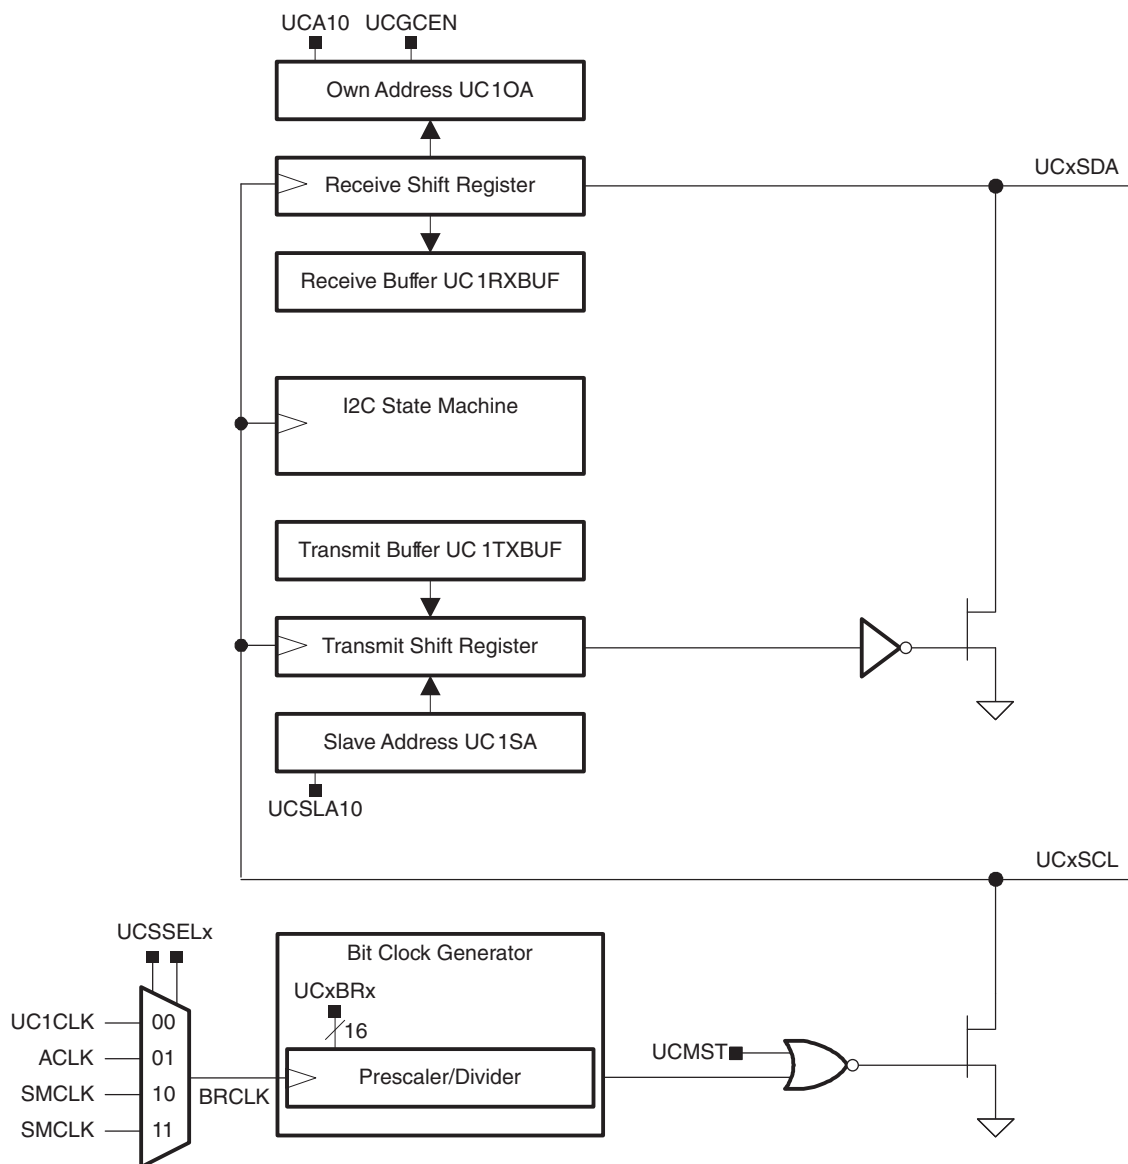 UCA10 UCGCEN
Own Address UC1OA
Receive Shift Register
UCxSDA
Receive Buffer UC1RXBUF
I2C State Machine
Transmit Buffer UC 1TXBUF
Transmit Shift Register
Slave Address UC 1SA
UCSLA10
UCxSCL
UCSSELx
Bit Clock Generator
UCxBRx
16
UC1CLK 00
ACLK 01
SMCLK 10
SMCLK 11
BRCLK
Prescaler/Divider
UCMST